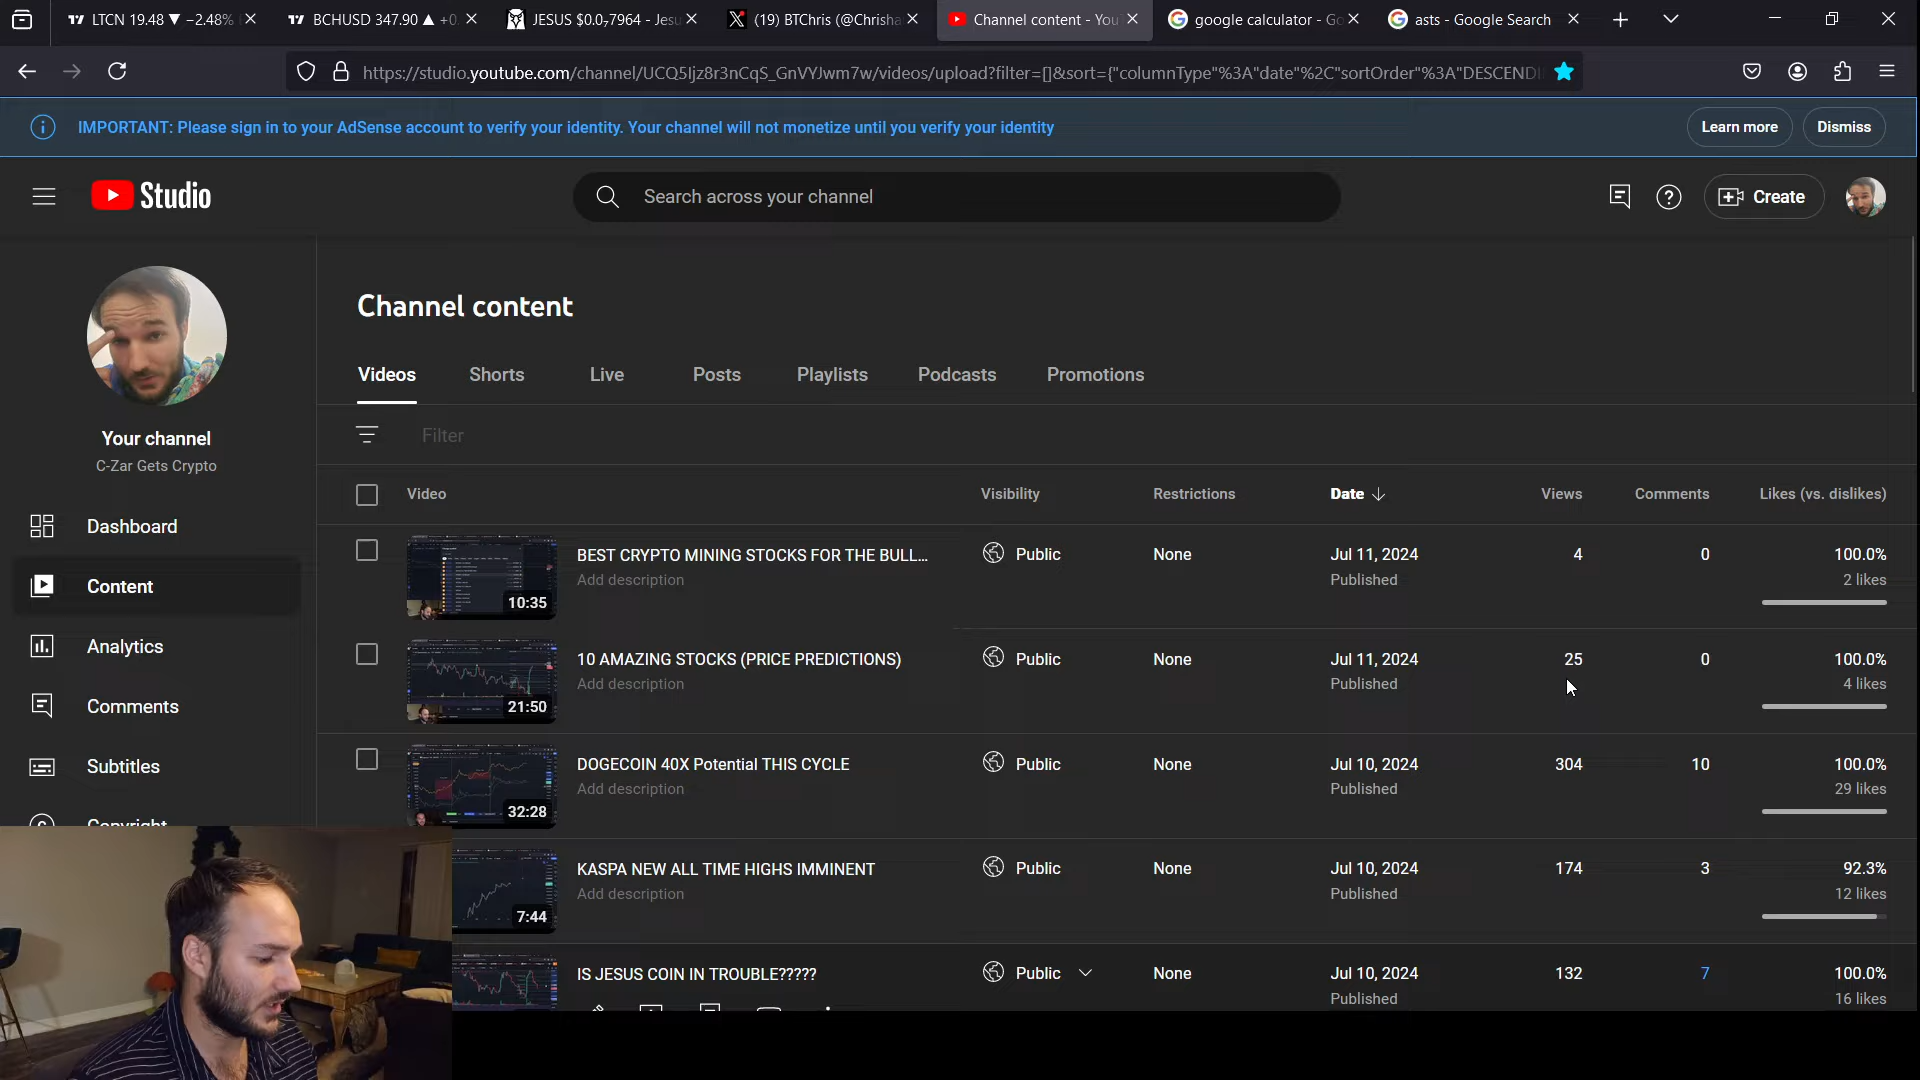 LTCN 19.48 ▼ −2.48%
BCHUSD 347.90 ▲ +0.
JESUS $0.0₇7964 - Jesu
(19) BTChris (@Chrisha
Channel content - You
google calculator - Go
asts - Google Search
https://studio.youtube.com/channel/UCQ5Ijz8r3nCqS_GnVYJwm7w/videos/upload?filter=[]&sort={"columnType"%3A"date"%2C"sortOrder"%3A"DESCENDI
IMPORTANT: Please sign in to your AdSense account to verify your identity. Your channel will not monetize until you verify your identity
Learn more
Dismiss
Studio
Search across your channel
Create
Your channel
C-Zar Gets Crypto
Dashboard
Content
Analytics
Comments
Subtitles
Copyright
Channel content
Videos Shorts Live Posts Playlists Podcasts Promotions
Filter
Video Visibility Restrictions Date Views Comments Likes (vs. dislikes)
BEST CRYPTO MINING STOCKS FOR THE BULL... Public None Jul 11, 2024 4 0 100.0%
Add description Published 2 likes
10:35
10 AMAZING STOCKS (PRICE PREDICTIONS) Public None Jul 11, 2024 25 0 100.0%
Add description Published 4 likes
21:50
DOGECOIN 40X Potential THIS CYCLE Public None Jul 10, 2024 304 10 100.0%
Add description Published 29 likes
32:28
KASPA NEW ALL TIME HIGHS IMMINENT Public None Jul 10, 2024 174 3 92.3%
Add description Published 12 likes
7:44
IS JESUS COIN IN TROUBLE????? Public None Jul 10, 2024 132 7 100.0%
Published 16 likes